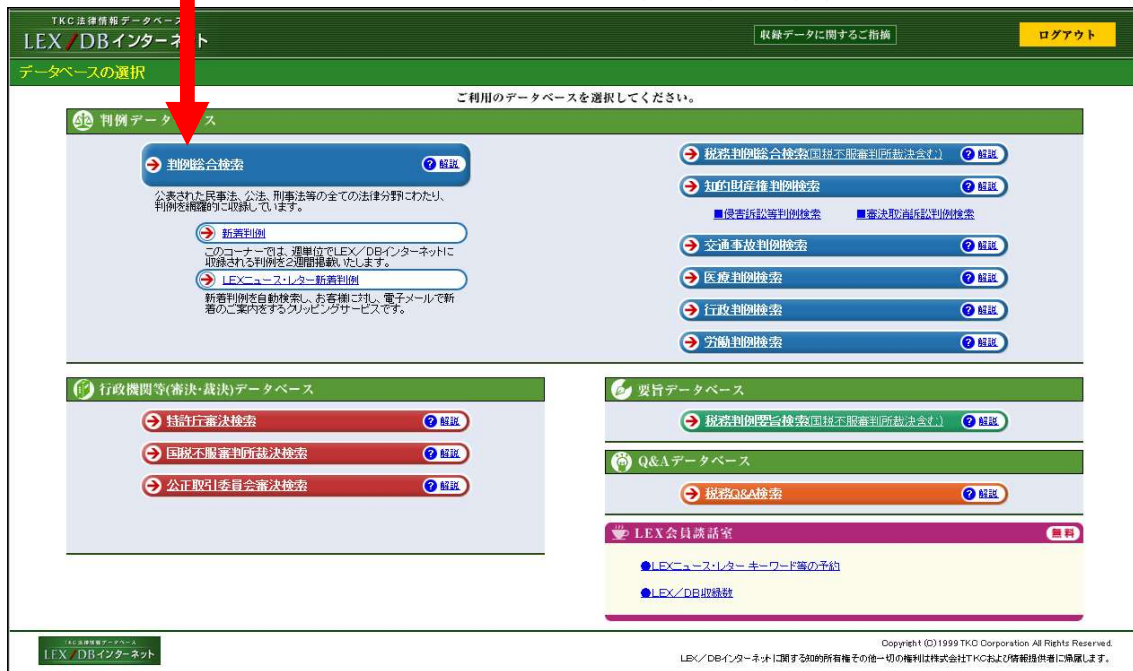 TKC法律情報データベース
LEX/DBインターネット
収録データに関するご指摘
ログアウト
データベースの選択
ご利用のデータベースを選択してください。
判例データベース
判例総合検索
解説
公表された民事法、公法、刑事法等の全ての法律分野にわたり、
判例を網羅的に収録しています。
新着判例
このコーナーでは、週単位でLEX/DBインターネットに
収録される判例を2週間掲載いたします。
LEXニュース・レター新着判例
新着判例を自動検索し、お客様に対し、電子メールで新
着のご案内をするクリッピングサービスです。
税務判例総合検索(国税不服審判所裁決含む) 解説
知的財産権判例検索 解説
■侵害訴訟等判例検索 ■審決取消訴訟判例検索
交通事故判例検索 解説
医療判例検索 解説
行政判例検索 解説
労働判例検索 解説
行政機関等(審決・裁決)データベース
特許庁審決検索 解説
国税不服審判所裁決検索 解説
公正取引委員会審決検索 解説
要旨データベース
税務判例要旨検索(国税不服審判所裁決含む) 解説
Q&Aデータベース
税務Q&A検索 解説
LEX会員談話室
無料
●LEXニュース・レター キーワード等の予約
●LEX/DB収録数
TKC法律情報データベース
LEX/DBインターネット
Copyright (C)1999 TKC Corporation All Rights Reserved.
LEX/DBインターネットに関する知的所有権その他一切の権利は株式会社TKCおよび情報提供者に帰属します。